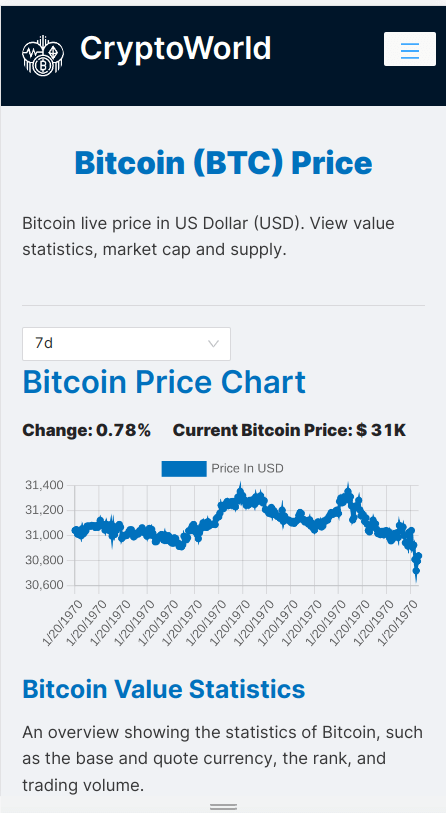 CryptoWorld
Bitcoin (BTC) Price
Bitcoin live price in US Dollar (USD). View value
statistics, market cap and supply.
7d
Bitcoin Price Chart
Change: 0.78% Current Bitcoin Price: $ 31K
Price In USD
31,400
31,200
31,000
30,800
30,600
1/20/1970 1/20/1970 1/20/1970 1/20/1970 1/20/1970 1/20/1970 1/20/1970 1/20/1970 1/20/1970 1/20/1970 1/20/1970 1/20/1970 1/20/1970 1/20/1970 1/20/1970
Bitcoin Value Statistics
An overview showing the statistics of Bitcoin, such
as the base and quote currency, the rank, and
trading volume.